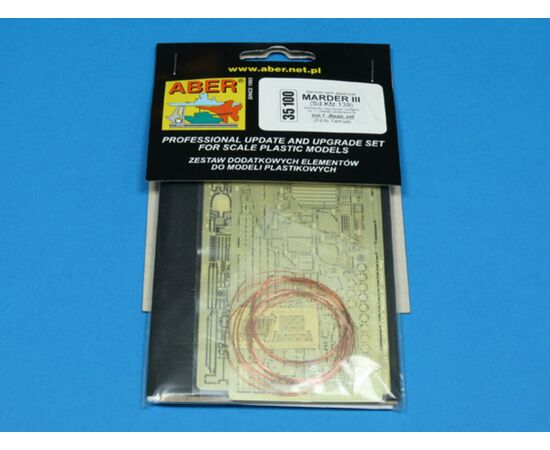 www.aber.net.pl
ABER
SINCE 1995
35 100
MARDER III
(Sd.Kfz.139)
Vol.1 -Basic set
PROFESSIONAL UPDATE AND UPGRADE SET
FOR SCALE PLASTIC MODELS
ZESTAW DODATKOWYCH ELEMENTÓW
DO MODELI PLASTIKOWYCH